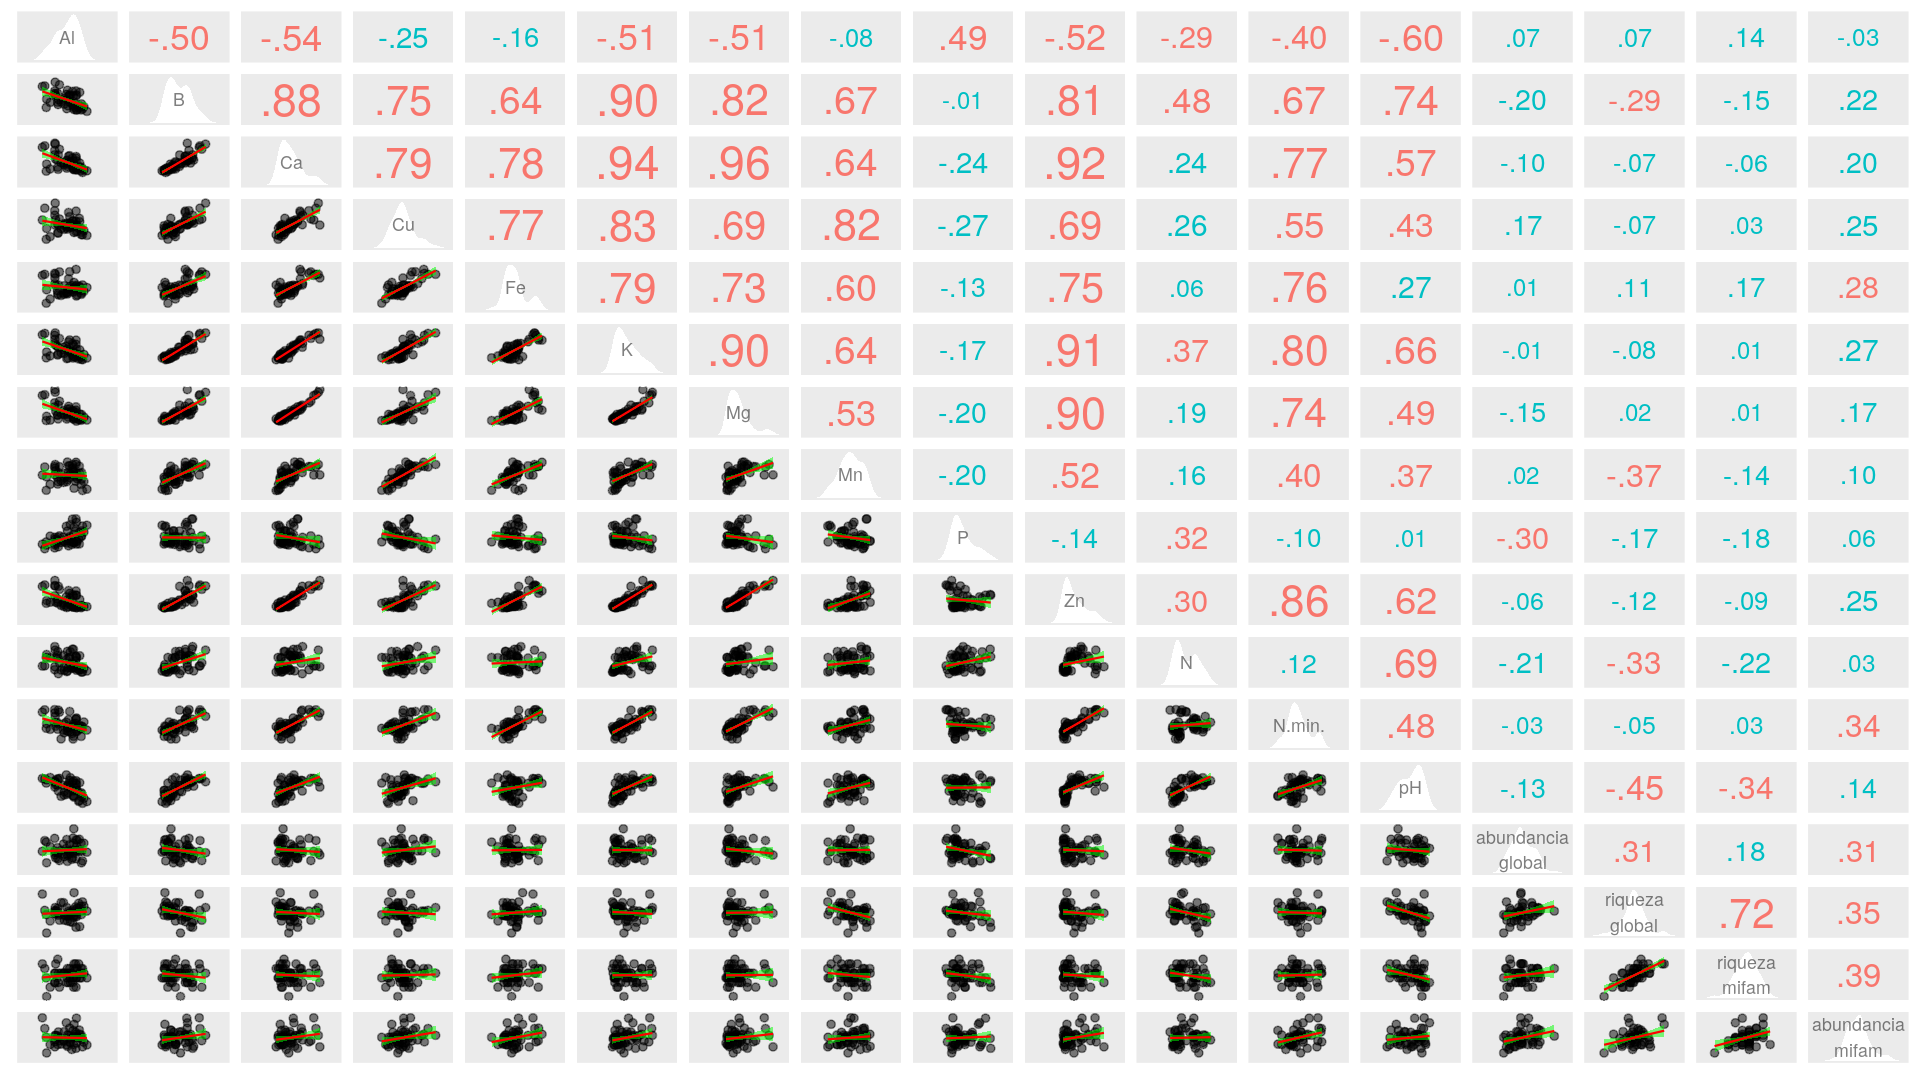 Al -.50 -.54 -.25 -.16 -.51 -.51 -.08 .49 -.52 -.29 -.40 -.60 .07 .07 .14 -.03
B .88 .75 .64 .90 .82 .67 -.01 .81 .48 .67 .74 -.20 -.29 -.15 .22
Ca .79 .78 .94 .96 .64 -.24 .92 .24 .77 .57 -.10 -.07 -.06 .20
Cu .77 .83 .69 .82 -.27 .69 .26 .55 .43 .17 -.07 .03 .25
Fe .79 .73 .60 -.13 .75 .06 .76 .27 .01 .11 .17 .28
K .90 .64 -.17 .91 .37 .80 .66 -.01 -.08 .01 .27
Mg .53 -.20 .90 .19 .74 .49 -.15 .02 .01 .17
Mn -.20 .52 .16 .40 .37 .02 -.37 -.14 .10
P -.14 .32 -.10 .01 -.30 -.17 -.18 .06
Zn .30 .86 .62 -.06 -.12 -.09 .25
N .12 .69 -.21 -.33 -.22 .03
N.min. .48 -.03 -.05 .03 .34
pH -.13 -.45 -.34 .14
abundancia
global .31 .18 .31
riqueza
global .72 .35
riqueza
mifam .39
abundancia
mifam